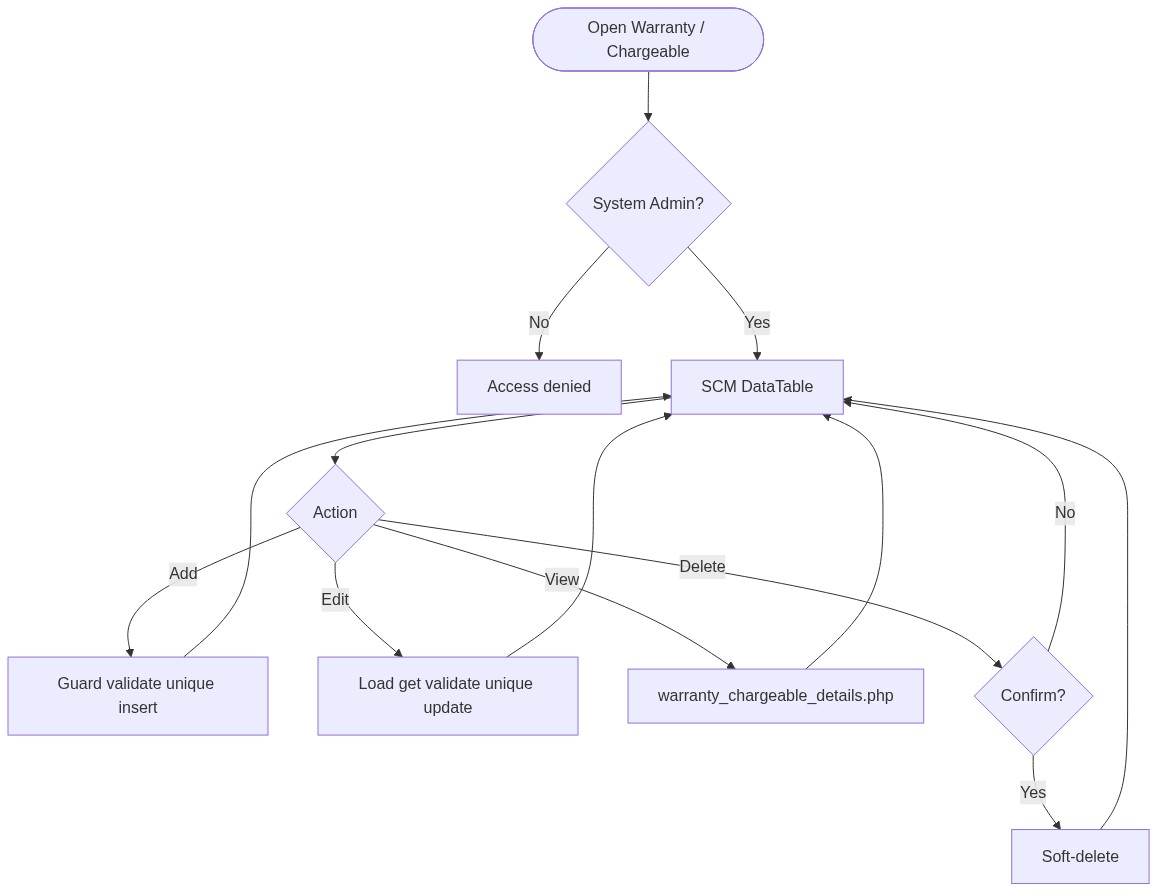 Open Warranty /
Chargeable
System Admin?
No
Yes
Access denied
SCM DataTable
Action
No
Add
Delete
View
Edit
Guard validate unique
insert
Load get validate unique
update
warranty_chargeable_details.php
Confirm?
Yes
Soft-delete